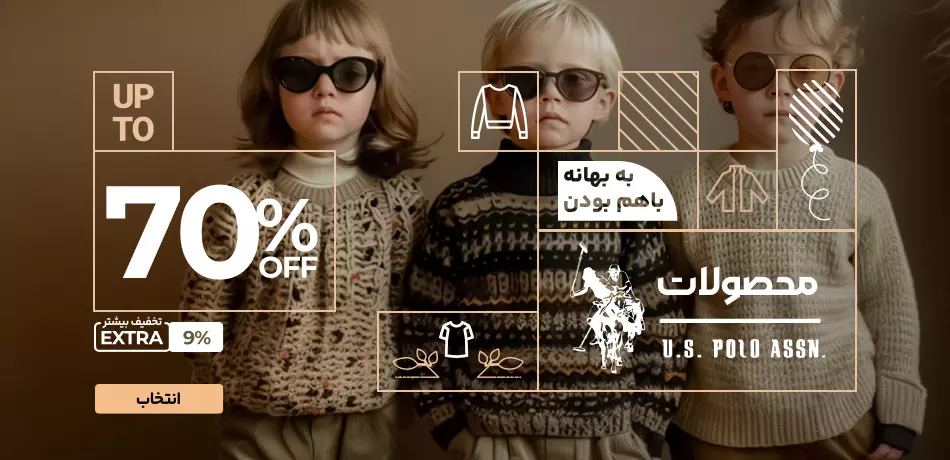 UP
TO
70%
OFF
تخفیف بیشتر
EXTRA 9%
انتخاب
به بهانه
باهم بودن
محصولات
U.S. POLO ASSN.